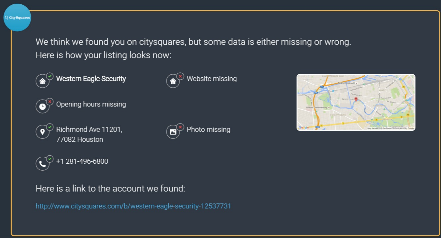 CitySquares
We think we found you on citysquares, but some data is either missing or wrong.
Here is how your listing looks now:
Western Eagle Security
Website missing
Opening hours missing
Richmond Ave 11201,
77082 Houston
Photo missing
+1 281-496-6800
Here is a link to the account we found:
http://www.citysquares.com/b/western-eagle-security-12537731